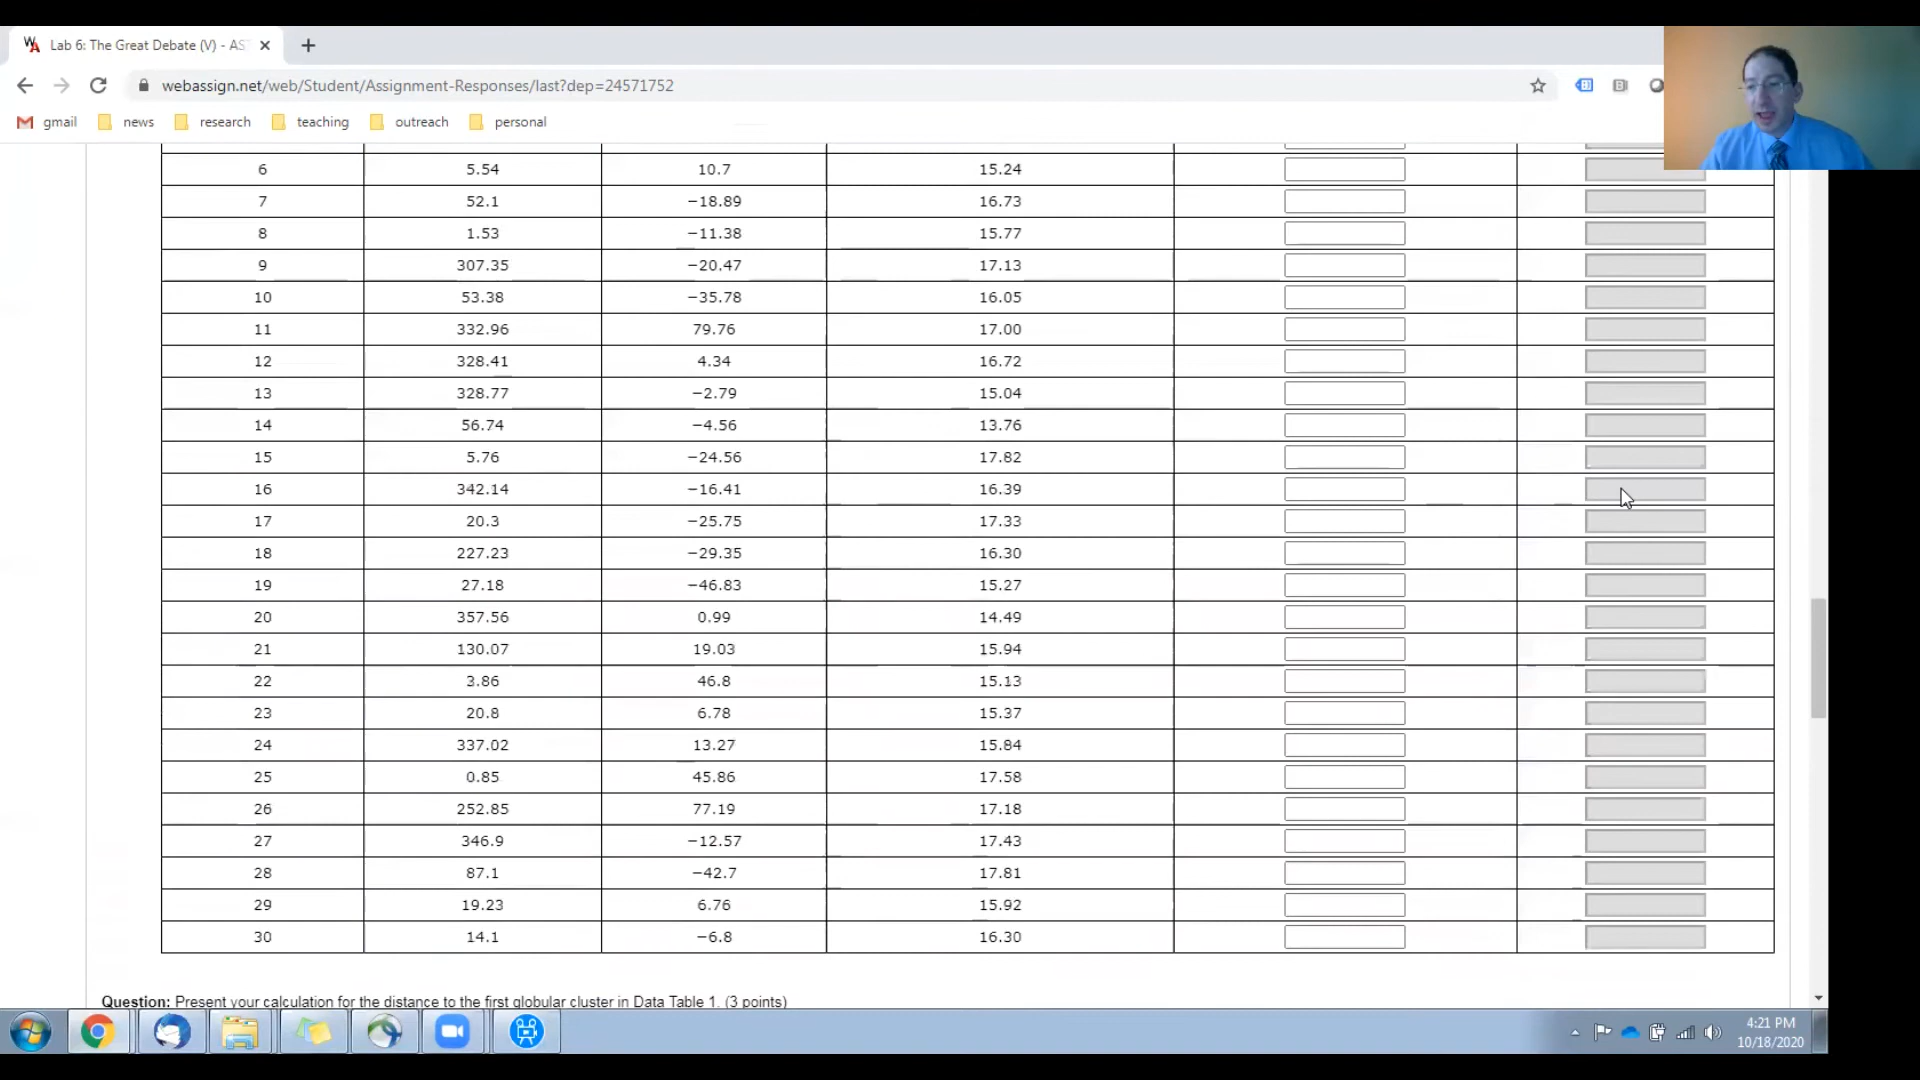 Lab 6: The Great Debate (V) - AS
webassign.net/web/Student/Assignment-Responses/last?dep=24571752
gmail news research teaching outreach personal
6 5.54 10.7 15.24
7 52.1 −18.89 16.73
8 1.53 −11.38 15.77
9 307.35 −20.47 17.13
10 53.38 −35.78 16.05
11 332.96 79.76 17.00
12 328.41 4.34 16.72
13 328.77 −2.79 15.04
14 56.74 −4.56 13.76
15 5.76 −24.56 17.82
16 342.14 −16.41 16.39
17 20.3 −25.75 17.33
18 227.23 −29.35 16.30
19 27.18 −46.83 15.27
20 357.56 0.99 14.49
21 130.07 19.03 15.94
22 3.86 46.8 15.13
23 20.8 6.78 15.37
24 337.02 13.27 15.84
25 0.85 45.86 17.58
26 252.85 77.19 17.18
27 346.9 −12.57 17.43
28 87.1 −42.7 17.81
29 19.23 6.76 15.92
30 14.1 −6.8 16.30
Question: Present your calculation for the distance to the first globular cluster in Data Table 1. (3 points)
4:21 PM
10/18/2020